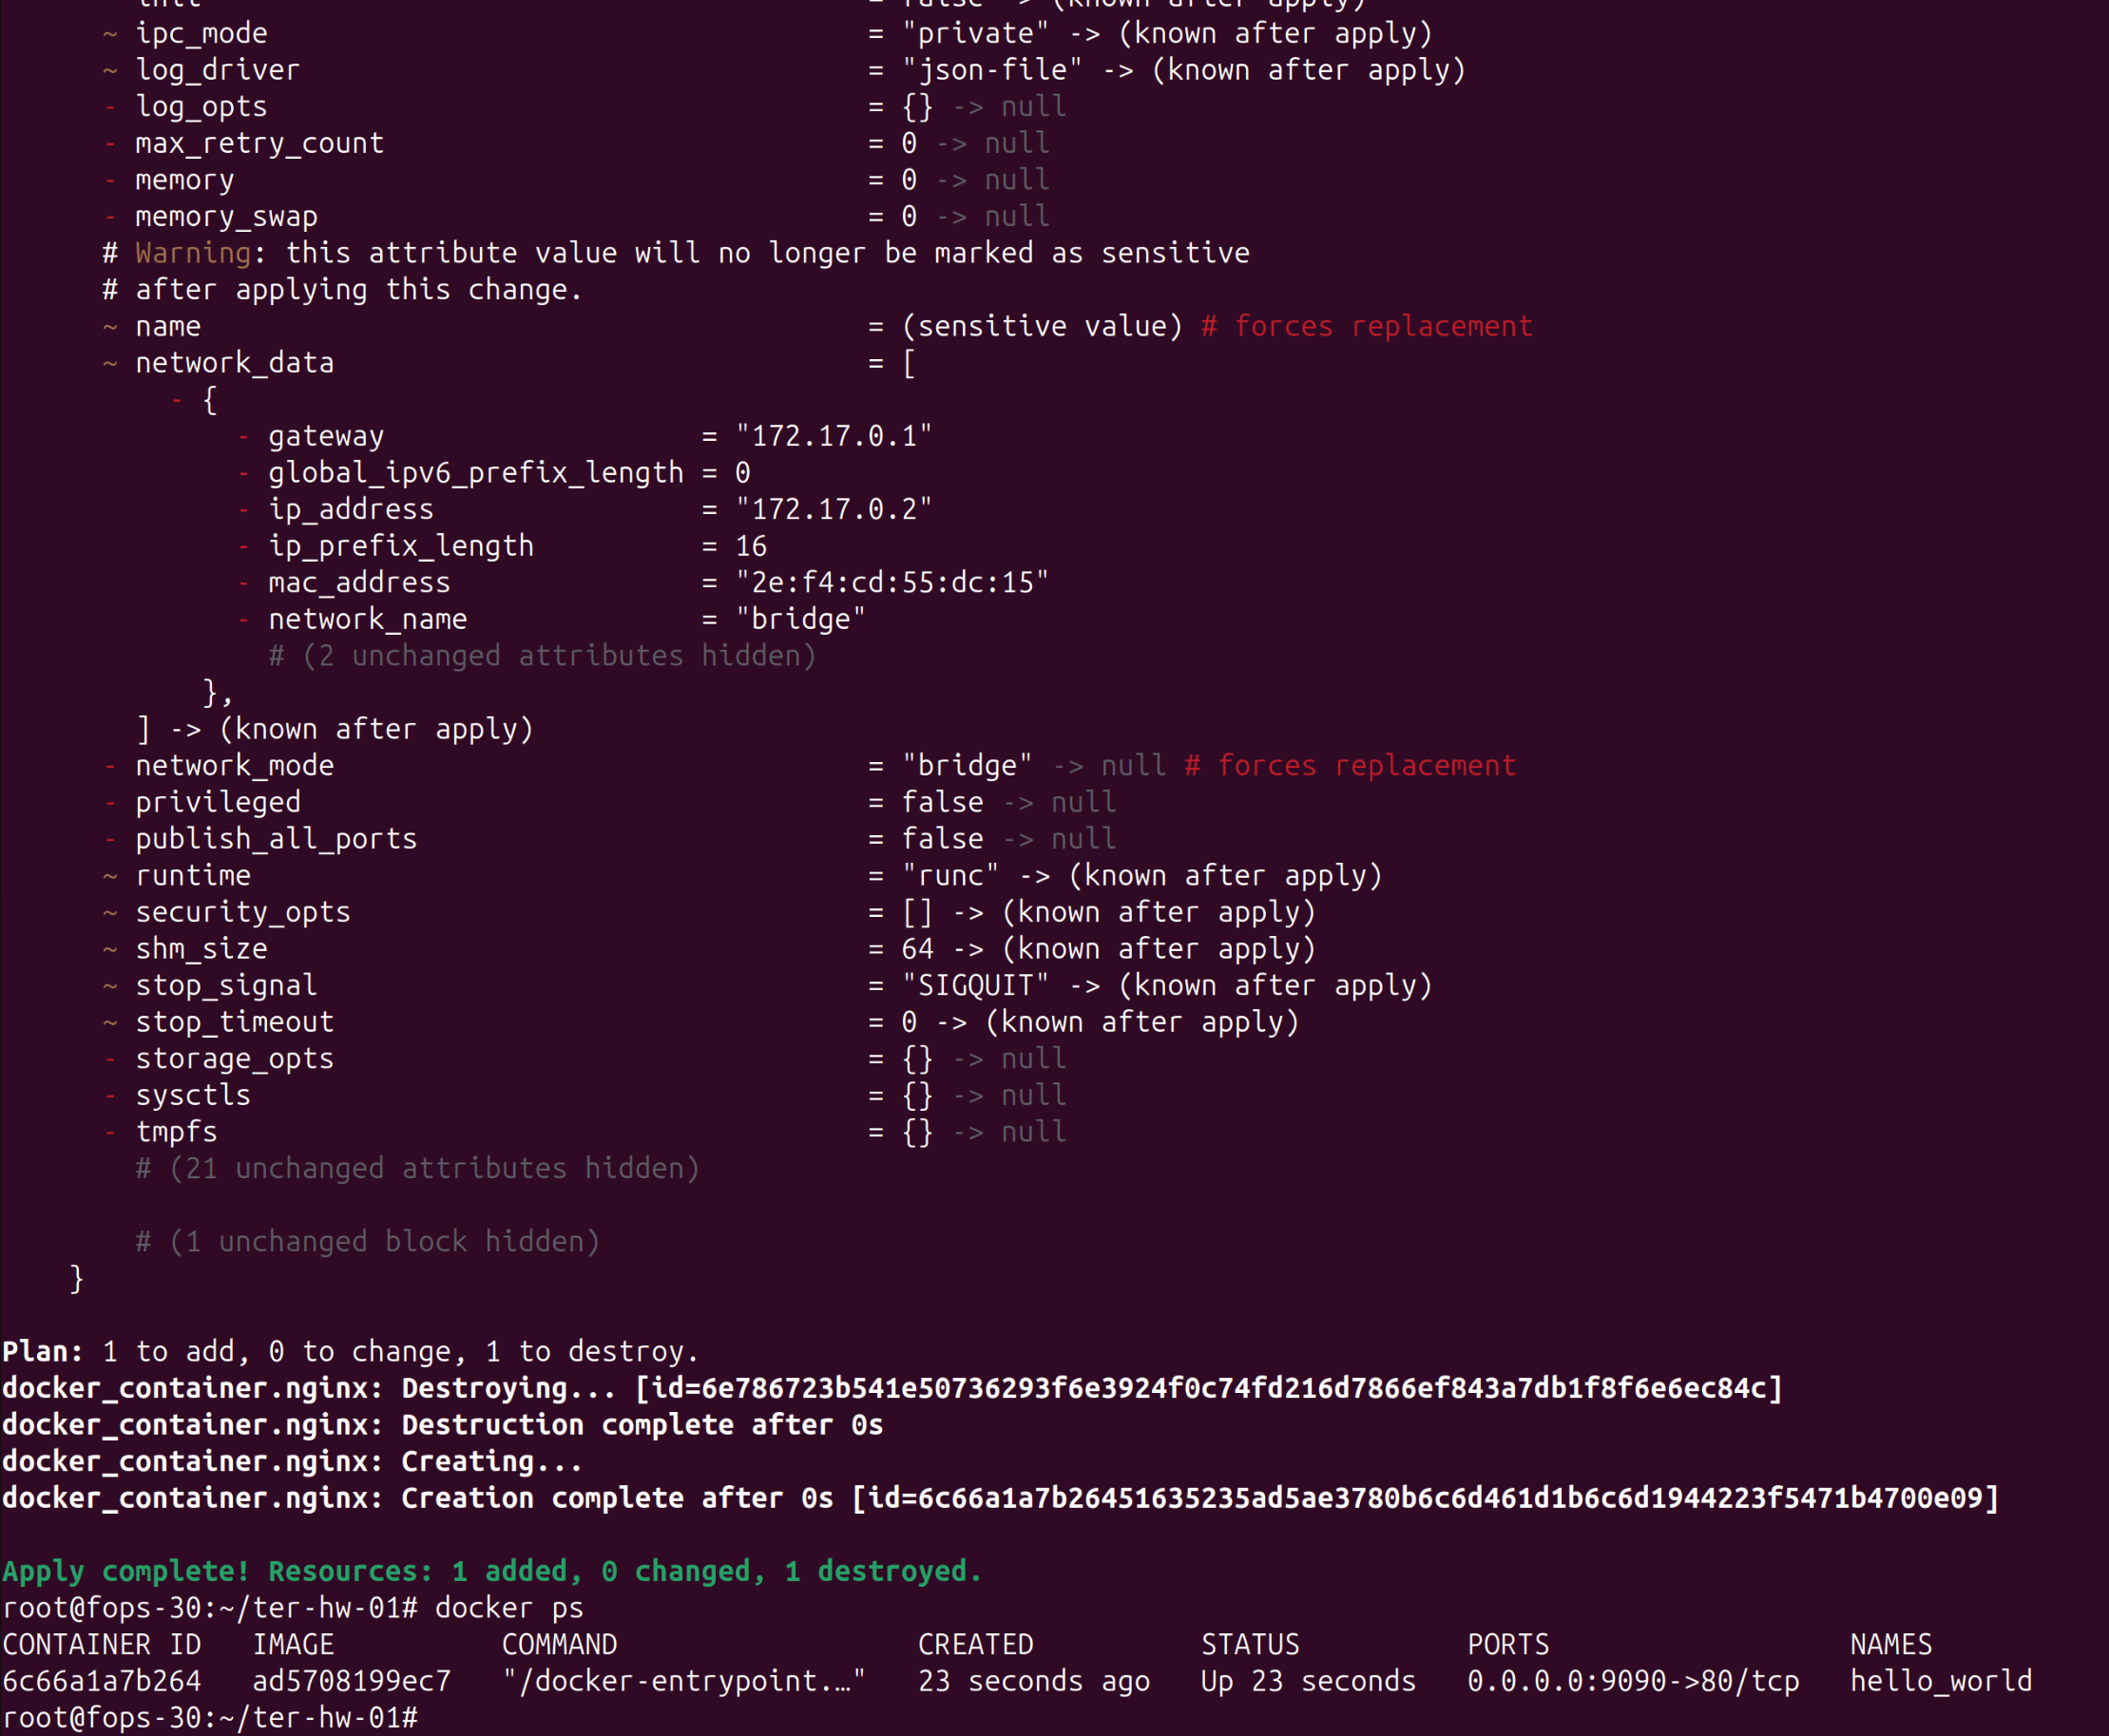 init = false -> (known after apply)
~ ipc_mode = "private" -> (known after apply)
~ log_driver = "json-file" -> (known after apply)
- log_opts = {} -> null
- max_retry_count = 0 -> null
- memory = 0 -> null
- memory_swap = 0 -> null
# Warning: this attribute value will no longer be marked as sensitive
# after applying this change.
~ name = (sensitive value) # forces replacement
~ network_data = [
- {
- gateway = "172.17.0.1"
- global_ipv6_prefix_length = 0
- ip_address = "172.17.0.2"
- ip_prefix_length = 16
- mac_address = "2e:f4:cd:55:dc:15"
- network_name = "bridge"
# (2 unchanged attributes hidden)
},
] -> (known after apply)
- network_mode = "bridge" -> null # forces replacement
- privileged = false -> null
- publish_all_ports = false -> null
~ runtime = "runc" -> (known after apply)
~ security_opts = [] -> (known after apply)
~ shm_size = 64 -> (known after apply)
~ stop_signal = "SIGQUIT" -> (known after apply)
~ stop_timeout = 0 -> (known after apply)
- storage_opts = {} -> null
- sysctls = {} -> null
- tmpfs = {} -> null
# (21 unchanged attributes hidden)
# (1 unchanged block hidden)
}
Plan: 1 to add, 0 to change, 1 to destroy.
docker_container.nginx: Destroying... [id=6e786723b541e50736293f6e3924f0c74fd216d7866ef843a7db1f8f6e6ec84c]
docker_container.nginx: Destruction complete after 0s
docker_container.nginx: Creating...
docker_container.nginx: Creation complete after 0s [id=6c66a1a7b26451635235ad5ae3780b6c6d461d1b6c6d1944223f5471b4700e09]
Apply complete! Resources: 1 added, 0 changed, 1 destroyed.
root@fops-30:~/ter-hw-01# docker ps
CONTAINER ID IMAGE COMMAND CREATED STATUS PORTS NAMES
6c66a1a7b264 ad5708199ec7 "/docker-entrypoint.…" 23 seconds ago Up 23 seconds 0.0.0.0:9090->80/tcp hello_world
root@fops-30:~/ter-hw-01#